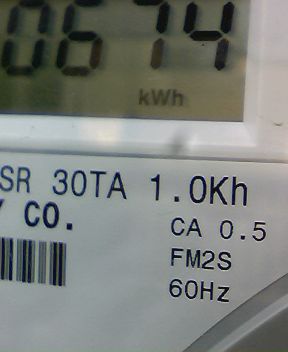 0674
kWh
SR 30TA 1.0Kh
Y CO.
CA 0.5
FM2S
60Hz